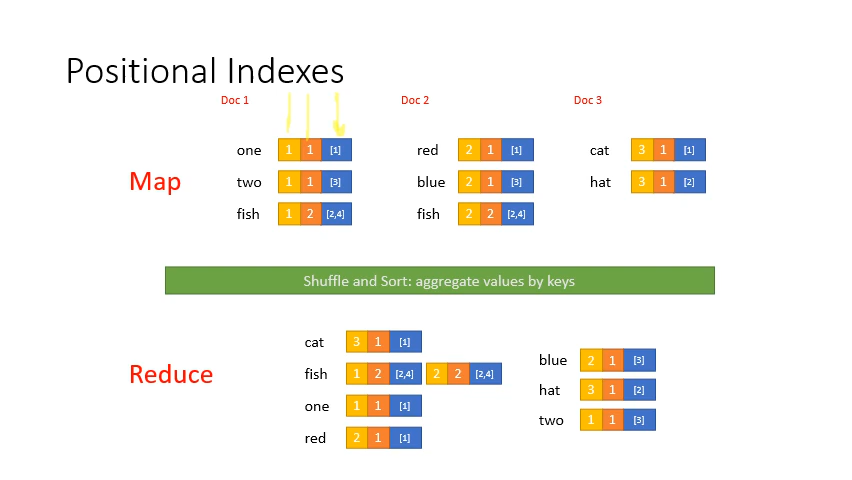 Positional Indexes
Doc 1 Doc 2 Doc 3
Map
one 1 1 [1] red 2 1 [1] cat 3 1 [1]
two 1 1 [3] blue 2 1 [3] hat 3 1 [2]
fish 1 2 [2,4] fish 2 2 [2,4]
Shuffle and Sort: aggregate values by keys
Reduce
cat 3 1 [1]
fish 1 2 [2,4] 2 2 [2,4]
one 1 1 [1]
red 2 1 [1]
blue 2 1 [3]
hat 3 1 [2]
two 1 1 [3]